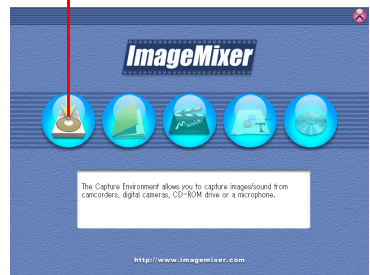 ImageMixer
Movie
T
The Capture Environment allows you to capture images/sound from
camcorders, digital cameras, CD-ROM drive or a microphone.
http://www.imagemixer.com